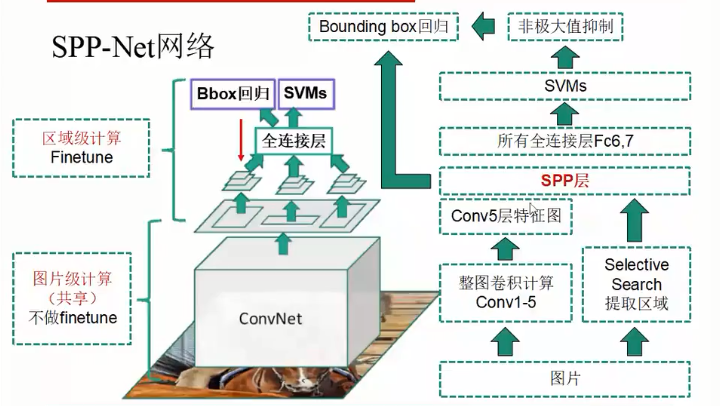 SPP-Net网络
Bbox回归
SVMs
全连接层
区域级计算
Finetune
图片级计算
（共享）
不做finetune
ConvNet
Bounding box回归
非极大值抑制
SVMs
所有全连接层Fc6,7
SPP层
Conv5层特征图
整图卷积计算
Conv1-5
Selective
Search
提取区域
图片